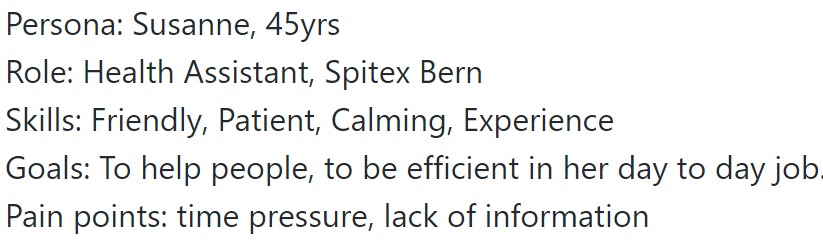 Persona: Susanne, 45yrs
Role: Health Assistant, Spitex Bern
Skills: Friendly, Patient, Calming, Experience
Goals: To help people, to be efficient in her day to day job.
Pain points: time pressure, lack of information